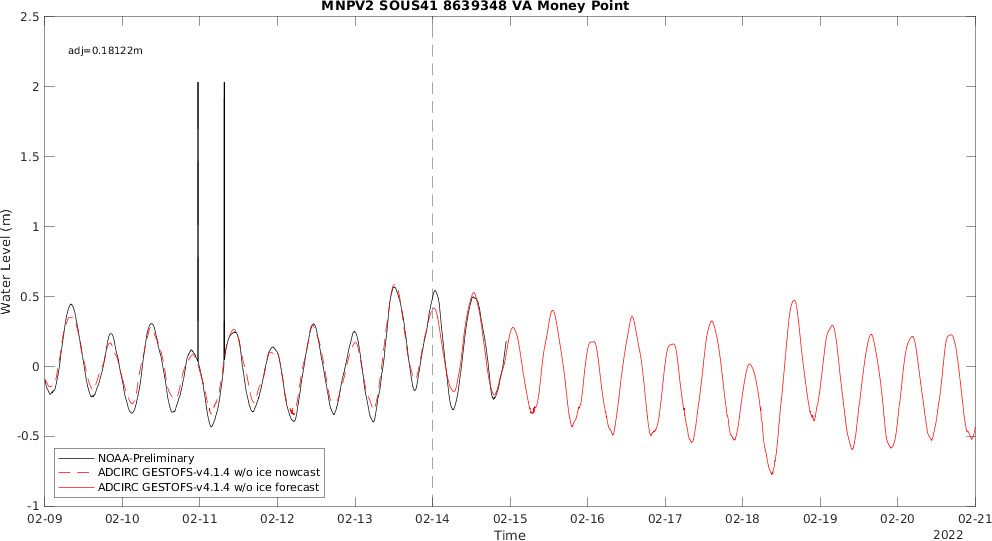 MNPV2 SOUS41 8639348 VA Money Point
2.5
adj=0.18122m
2
1.5
1
0.5
0
-0.5
-1
Water Level (m)
NOAA-Preliminary
ADCIRC GESTOFS-v4.1.4 w/o ice nowcast
ADCIRC GESTOFS-v4.1.4 w/o ice forecast
02-09 02-10 02-11 02-12 02-13 02-14 02-15 02-16 02-17 02-18 02-19 02-20 02-21
Time
2022